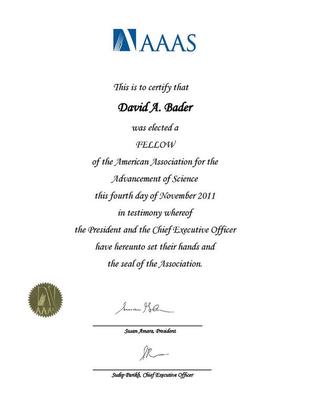 AAAS
This is to certify that
David A. Bader
was elected a
FELLOW
of the American Association for the
Advancement of Science
this fourth day of November 2011
in testimony whereof
the President and the Chief Executive Officer
have hereunto set their hands and
the seal of the Association.
AAAS
Susan Amara, President
Sudip Parikh, Chief Executive Officer